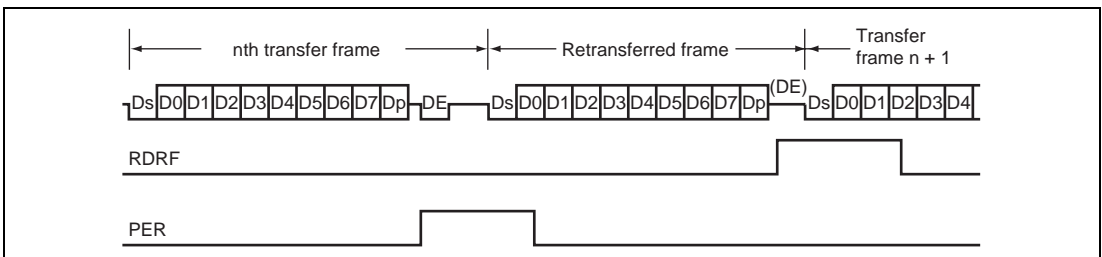 nth transfer frame
Retransferred frame
Transfer
frame n + 1
Ds D0 D1 D2 D3 D4 D5 D6 D7 Dp DE Ds D0 D1 D2 D3 D4 D5 D6 D7 Dp (DE) Ds D0 D1 D2 D3 D4
RDRF
PER